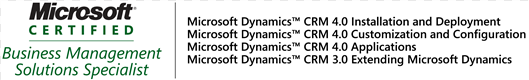 Microsoft
CERTIFIED
Business Management
Solutions Specialist
Microsoft Dynamics™ CRM 4.0 Installation and Deployment
Microsoft Dynamics™ CRM 4.0 Customization and Configuration
Microsoft Dynamics™ CRM 4.0 Applications
Microsoft Dynamics™ CRM 3.0 Extending Microsoft Dynamics